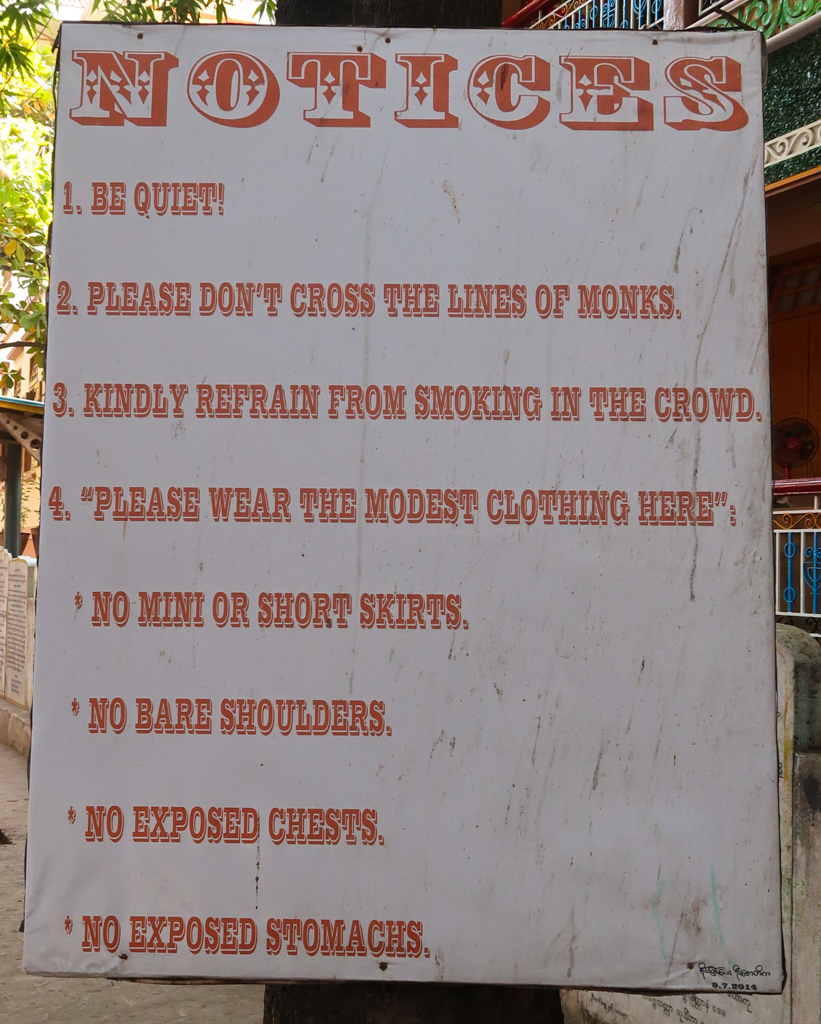 NOTICES
1. BE QUIET!
2. PLEASE DON'T CROSS THE LINES OF MONKS.
3. KINDLY REFRAIN FROM SMOKING IN THE CROWD.
4. "PLEASE WEAR THE MODEST CLOTHING HERE":
* NO MINI OR SHORT SKIRTS.
* NO BARE SHOULDERS.
* NO EXPOSED CHESTS.
* NO EXPOSED STOMACHS.
9.7.2014